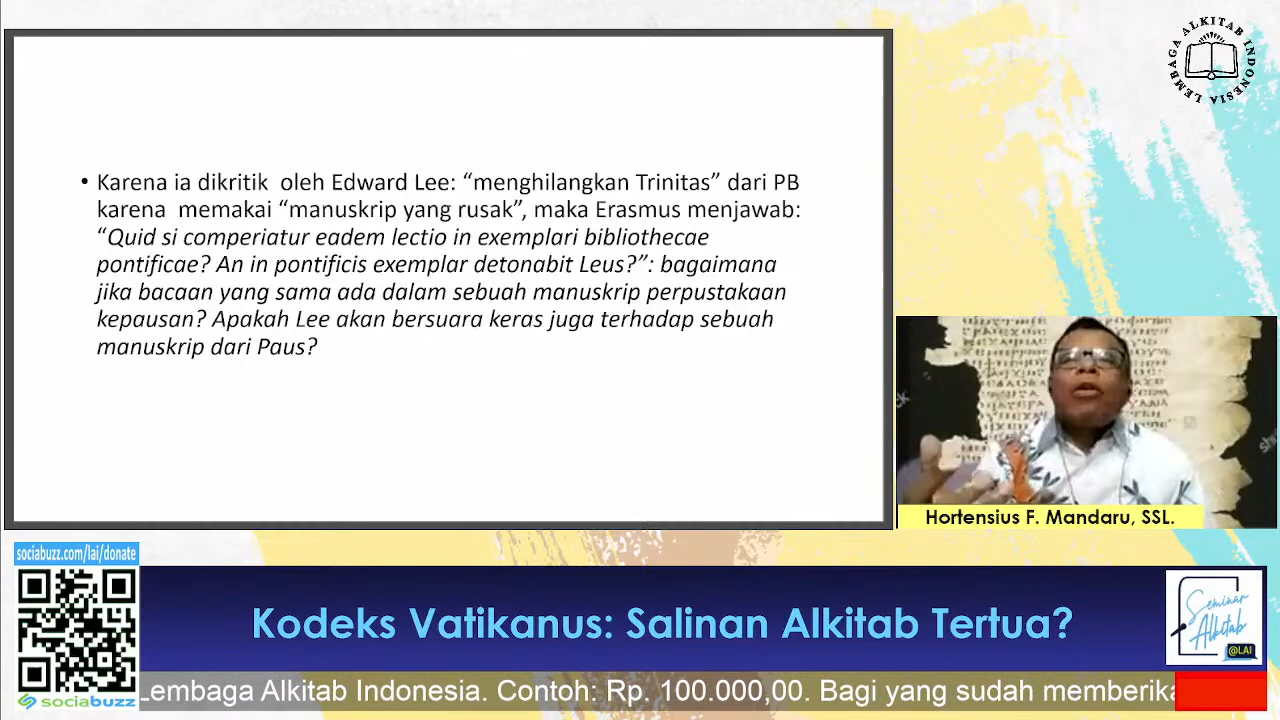 LEMBAGA ALKITAB INDONESIA
• Karena ia dikritik oleh Edward Lee: “menghilangkan Trinitas” dari PB
karena memakai “manuskrip yang rusak”, maka Erasmus menjawab:
“Quid si comperiatur eadem lectio in exemplari bibliothecae
pontificae? An in pontificis exemplar detonabit Leus?”: bagaimana
jika bacaan yang sama ada dalam sebuah manuskrip perpustakaan
kepausan? Apakah Lee akan bersuara keras juga terhadap sebuah
manuskrip dari Paus?
Hortensius F. Mandaru, SSL.
sociabuzz.com/lai/donate
Kodeks Vatikanus: Salinan Alkitab Tertua?
Seminar
Alkitab
@LAI
sociabuzz
Lembaga Alkitab Indonesia. Contoh: Rp. 100.000,00. Bagi yang sudah memberika